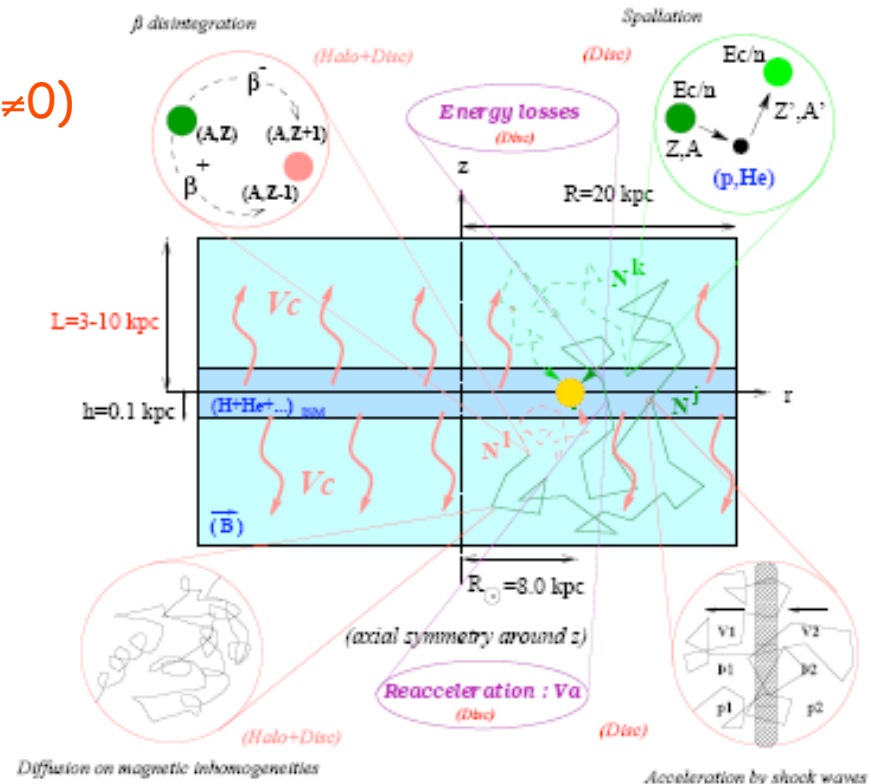 β disintegration
Spallation
(Halo+Disc)
(Disc)
≠0)
β-
(A,Z)
(A,Z+1)
β+
(A,Z-1)
Energy losses
(Disc)
Ec/n
Ec/n
Z',A'
Z,A
(p,He)
z
R=20 kpc
Vc
N^k
L=3-10 kpc
r
h=0.1 kpc
(H+He+...) ISM
N^j
N^l
Vc
(B)
R☉=8.0 kpc
(axial symmetry around z)
V1
V2
b1
b2
p1
p2
Reacceleration : Va
(Disc)
(Halo+Disc)
(Disc)
Diffusion on magnetic inhomogeneities
Acceleration by shock waves